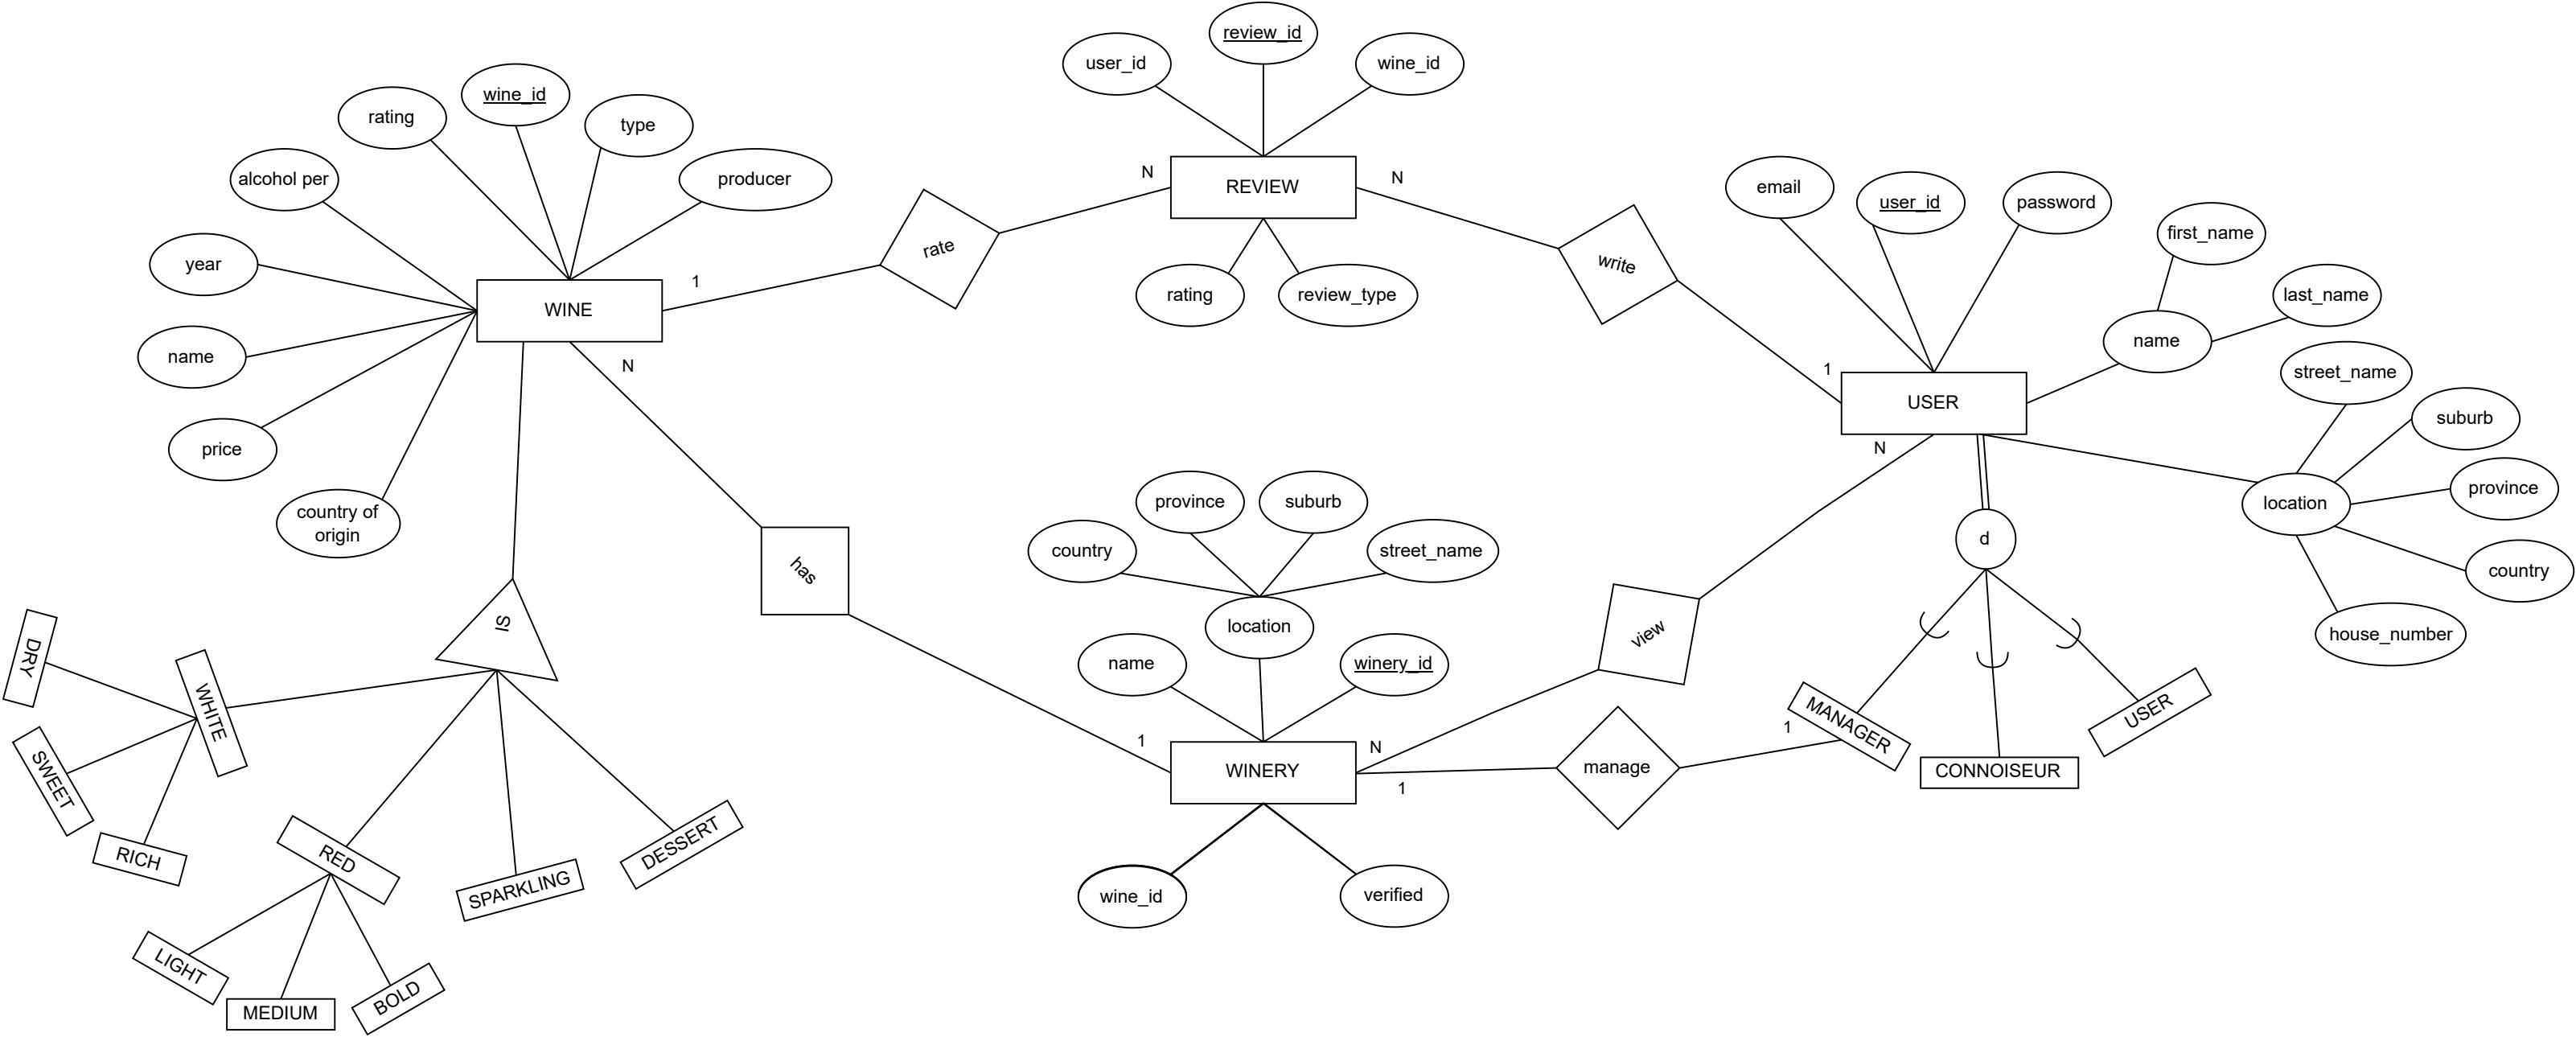 review_id
user_id
wine_id
wine_id
rating
type
alcohol per
producer
year
name
price
country of
origin
WINE
1
N
rate
N
REVIEW
N
rating
review_type
write
email
user_id
password
first_name
last_name
name
1
USER
N
street_name
suburb
province
location
country
house_number
d
MANAGER
CONNOISEUR
USER
has
province
suburb
country
street_name
location
name
winery_id
view
1
WINERY
N
1
manage
1
wine_id
verified
SI
DRY
WHITE
SWEET
RICH
RED
SPARKLING
DESSERT
LIGHT
MEDIUM
BOLD